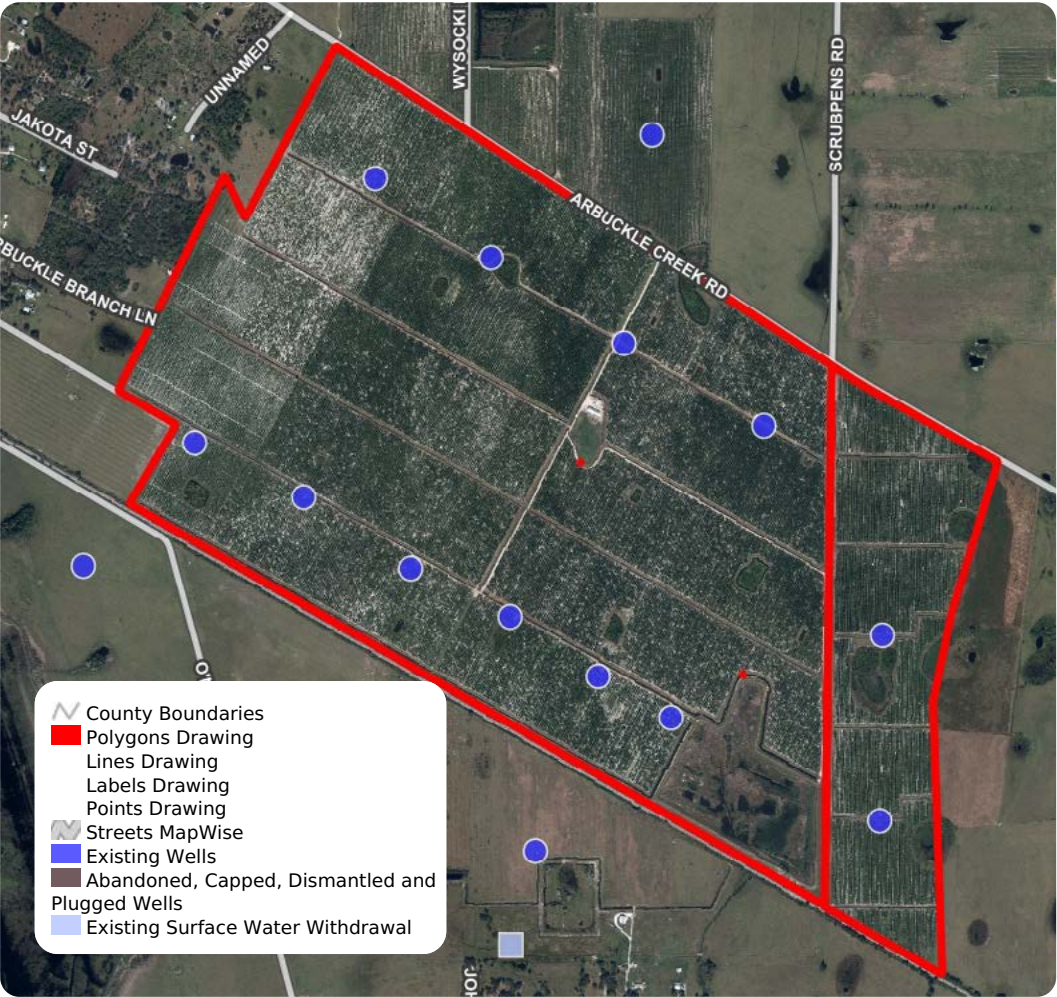 WYSOCKI
UNNAMED
SCRUBPENS RD
JAKOTA ST
ARBUCKLE CREEK RD
RBUCKLE BRANCH LN
County Boundaries
Polygons Drawing
Lines Drawing
Labels Drawing
Points Drawing
Streets MapWise
Existing Wells
Abandoned, Capped, Dismantled and
Plugged Wells
Existing Surface Water Withdrawal